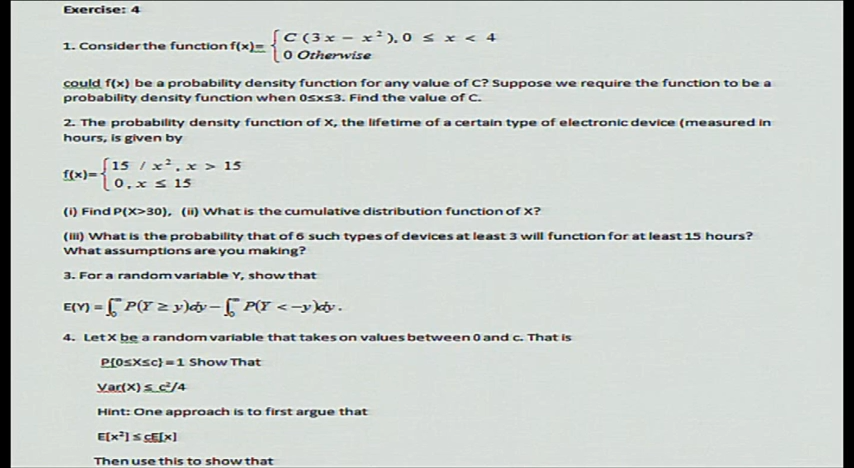 Exercise: 4
1. Consider the function f(x)= { C (3x − x²), 0 ≤ x < 4
0 Otherwise
could f(x) be a probability density function for any value of C? Suppose we require the function to be a
probability density function when 0≤x≤3. Find the value of C.
2. The probability density function of X, the lifetime of a certain type of electronic device (measured in
hours, is given by
f(x)= { 15 / x², x > 15
0, x ≤ 15
(i) Find P(X>30), (ii) What is the cumulative distribution function of X?
(iii) What is the probability that of 6 such types of devices at least 3 will function for at least 15 hours?
What assumptions are you making?
3. For a random variable Y, show that
E(Y) = ∫₀^∞ P(Y ≥ y)dy − ∫₀^∞ P(Y < −y)dy.
4. Let X be a random variable that takes on values between 0 and c. That is
P{0≤X≤c} = 1 Show That
Var(X) ≤ c²/4
Hint: One approach is to first argue that
E[x²] ≤ cE[x]
Then use this to show that